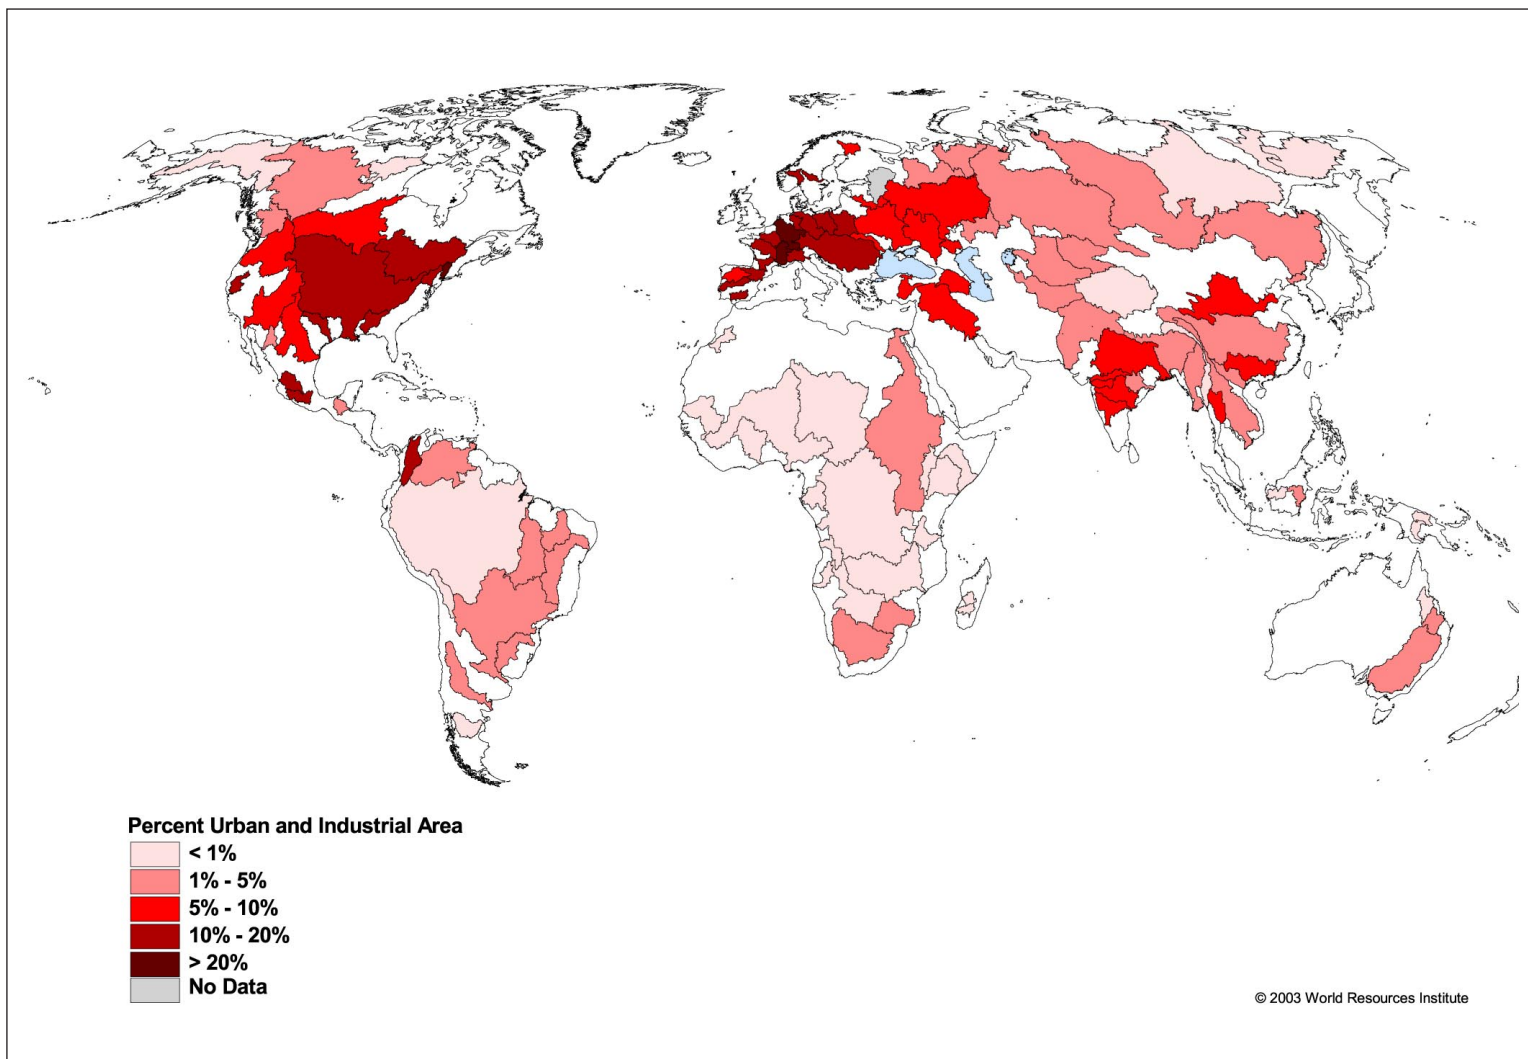 Percent Urban and Industrial Area
< 1%
1% - 5%
5% - 10%
10% - 20%
> 20%
No Data
© 2003 World Resources Institute